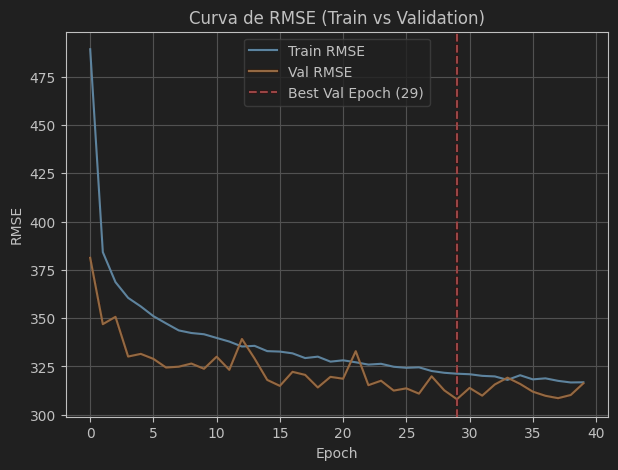 Curva de RMSE (Train vs Validation)
Train RMSE
Val RMSE
Best Val Epoch (29)
475
450
425
400
375
350
325
300
RMSE
0 5 10 15 20 25 30 35 40
Epoch